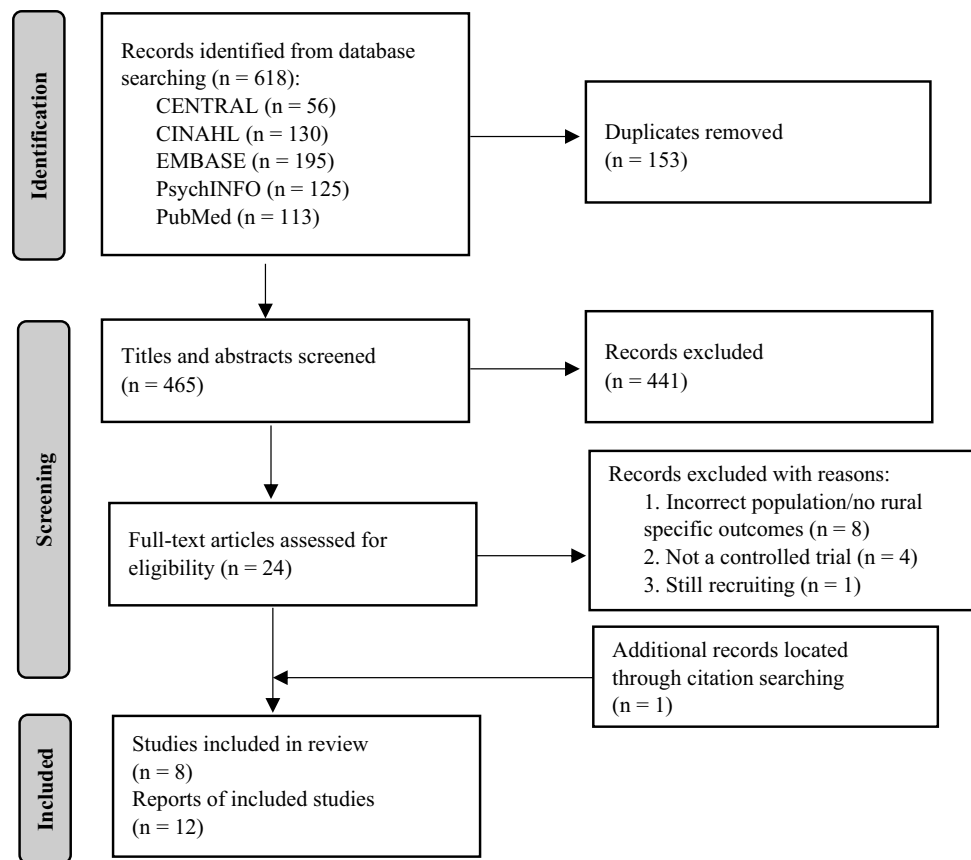 Identification
Records identified from database
searching (n = 618):
CENTRAL (n = 56)
CINAHL (n = 130)
EMBASE (n = 195)
PsychINFO (n = 125)
PubMed (n = 113)
Duplicates removed
(n = 153)
Screening
Titles and abstracts screened
(n = 465)
Records excluded
(n = 441)
Full-text articles assessed for
eligibility (n = 24)
Records excluded with reasons:
1. Incorrect population/no rural
specific outcomes (n = 8)
2. Not a controlled trial (n = 4)
3. Still recruiting (n = 1)
Additional records located
through citation searching
(n = 1)
Included
Studies included in review
(n = 8)
Reports of included studies
(n = 12)